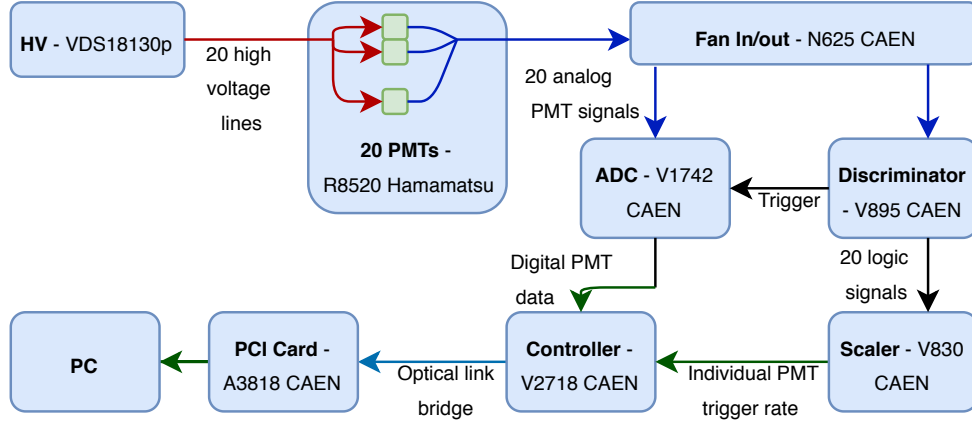 HV - VDS18130p
20 high
voltage
lines
20 PMTs -
R8520 Hamamatsu
Fan In/out - N625 CAEN
20 analog
PMT signals
ADC - V1742
CAEN
Trigger
Discriminator
- V895 CAEN
Digital PMT
data
20 logic
signals
PC
PCI Card -
A3818 CAEN
Optical link
bridge
Controller -
V2718 CAEN
Individual PMT
trigger rate
Scaler - V830
CAEN